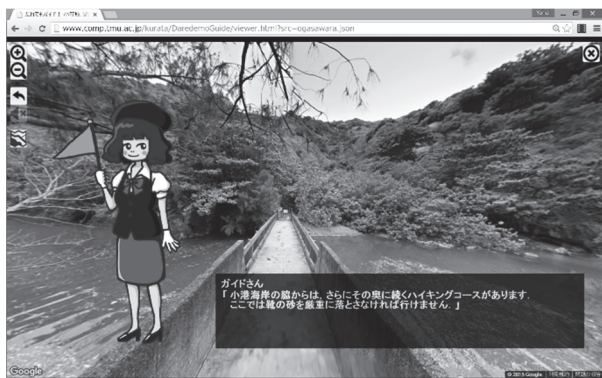 www.comp.tmu.ac.jp/kurata/DaredemoGuide/viewer.html?src=ogasawara.json
ガイドさん
「 小港海岸の脇からは，さらにその奥に続くハイキングコースがあります．
ここでは靴の砂を厳重に落とさなければ行けません．」
Google
© 2015 Google